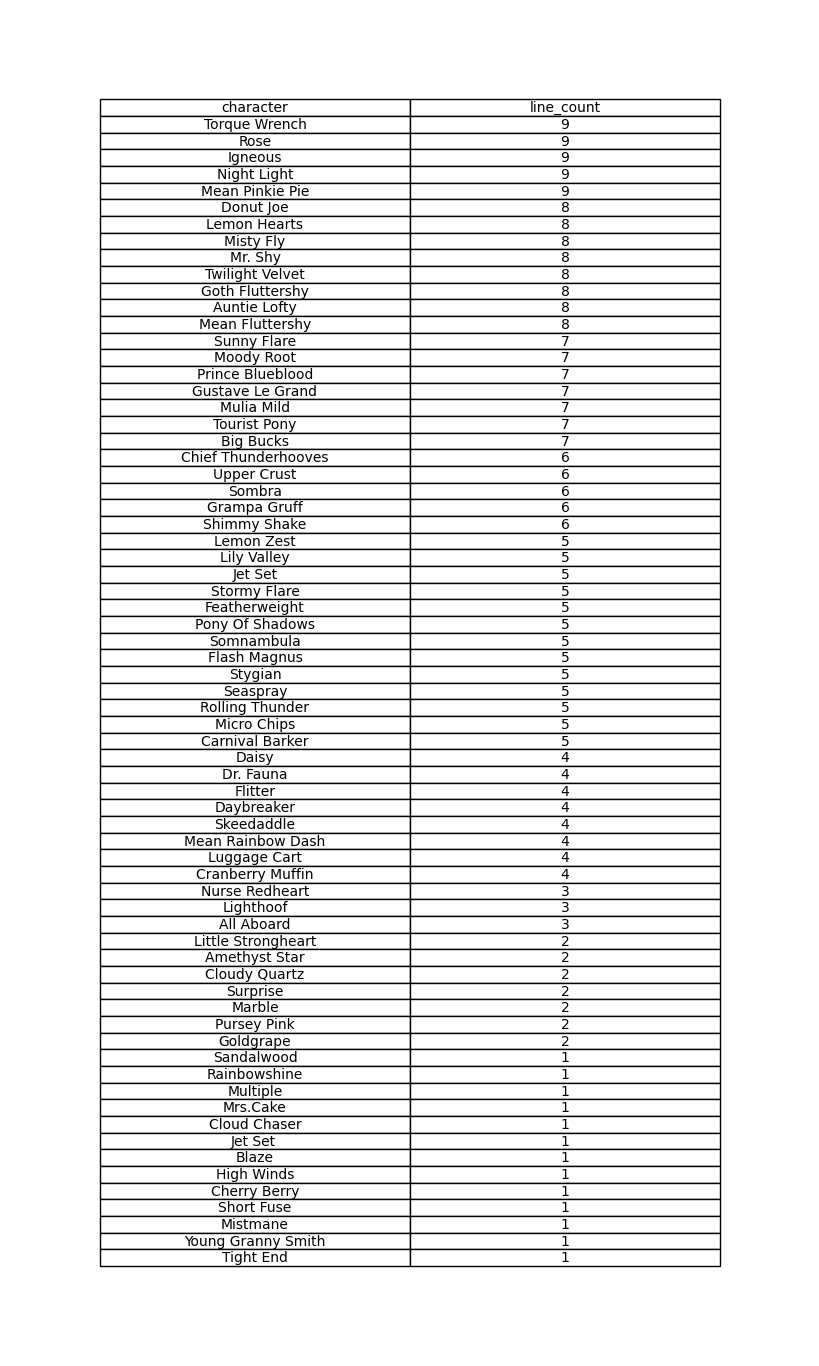 character line_count
Torque Wrench 9
Rose 9
Igneous 9
Night Light 9
Mean Pinkie Pie 9
Donut Joe 8
Lemon Hearts 8
Misty Fly 8
Mr. Shy 8
Twilight Velvet 8
Goth Fluttershy 8
Auntie Lofty 8
Mean Fluttershy 8
Sunny Flare 7
Moody Root 7
Prince Blueblood 7
Gustave Le Grand 7
Mulia Mild 7
Tourist Pony 7
Big Bucks 7
Chief Thunderhooves 6
Upper Crust 6
Sombra 6
Grampa Gruff 6
Shimmy Shake 6
Lemon Zest 5
Lily Valley 5
Jet Set 5
Stormy Flare 5
Featherweight 5
Pony Of Shadows 5
Somnambula 5
Flash Magnus 5
Stygian 5
Seaspray 5
Rolling Thunder 5
Micro Chips 5
Carnival Barker 5
Daisy 4
Dr. Fauna 4
Flitter 4
Daybreaker 4
Skeedaddle 4
Mean Rainbow Dash 4
Luggage Cart 4
Cranberry Muffin 4
Nurse Redheart 3
Lighthoof 3
All Aboard 3
Little Strongheart 2
Amethyst Star 2
Cloudy Quartz 2
Surprise 2
Marble 2
Pursey Pink 2
Goldgrape 2
Sandalwood 1
Rainbowshine 1
Multiple 1
Mrs.Cake 1
Cloud Chaser 1
Jet Set 1
Blaze 1
High Winds 1
Cherry Berry 1
Short Fuse 1
Mistmane 1
Young Granny Smith 1
Tight End 1